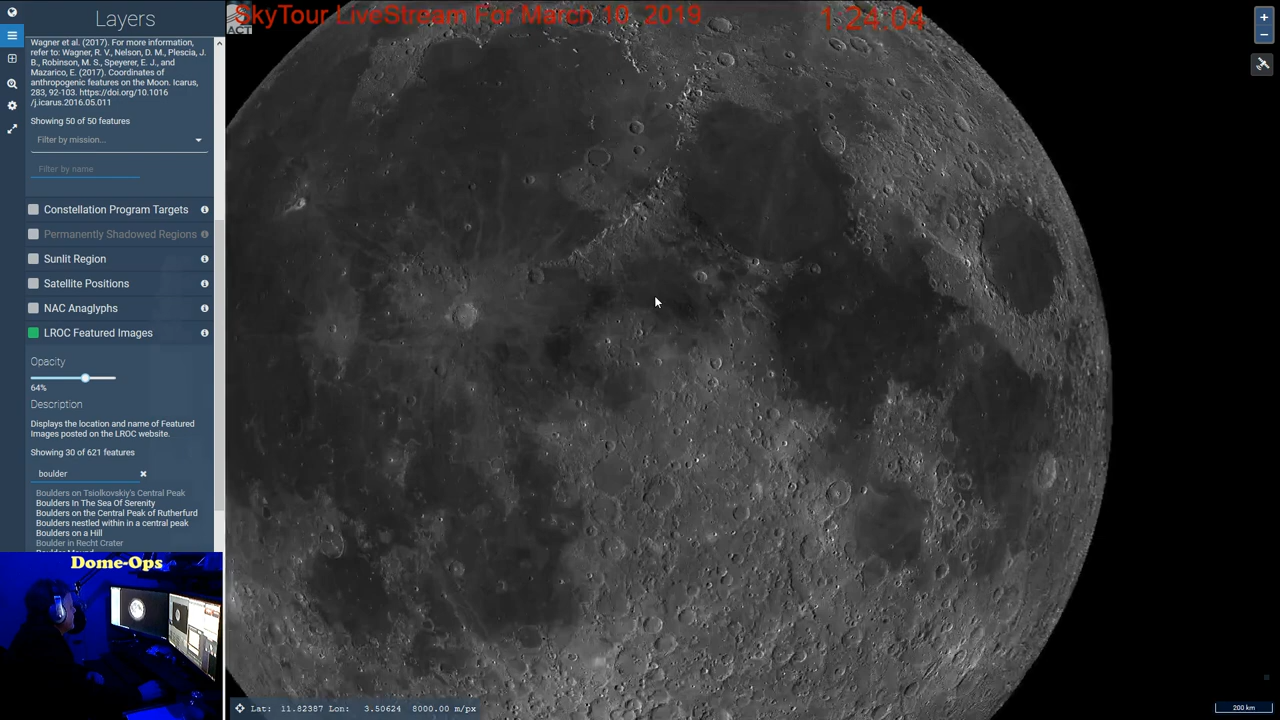 SkyTour LiveStream For March 10, 2019
1:24:04
ACT
Layers
Wagner et al. (2017). For more information,
refer to: Wagner, R. V., Nelson, D. M., Plescia, J.
B., Robinson, M. S., Speyerer, E. J., and
Mazarico, E. (2017). Coordinates of
anthropogenic features on the Moon. Icarus,
283, 92-103. https://doi.org/10.1016
/j.icarus.2016.05.011
Showing 50 of 50 features
Filter by mission...
Filter by name
Constellation Program Targets
Permanently Shadowed Regions
Sunlit Region
Satellite Positions
NAC Anaglyphs
LROC Featured Images
Opacity
64%
Description
Displays the location and name of Featured
Images posted on the LROC website.
Showing 30 of 621 features
boulder
Boulders on Tsiolkovskiy's Central Peak
Boulders In The Sea Of Serenity
Boulders on the Central Peak of Rutherfurd
Boulders nestled within in a central peak
Boulders on a Hill
Boulder in Recht Crater
Dome-Ops
Lat: 11.82387 Lon: 3.50624 8000.00 m/px
200 km